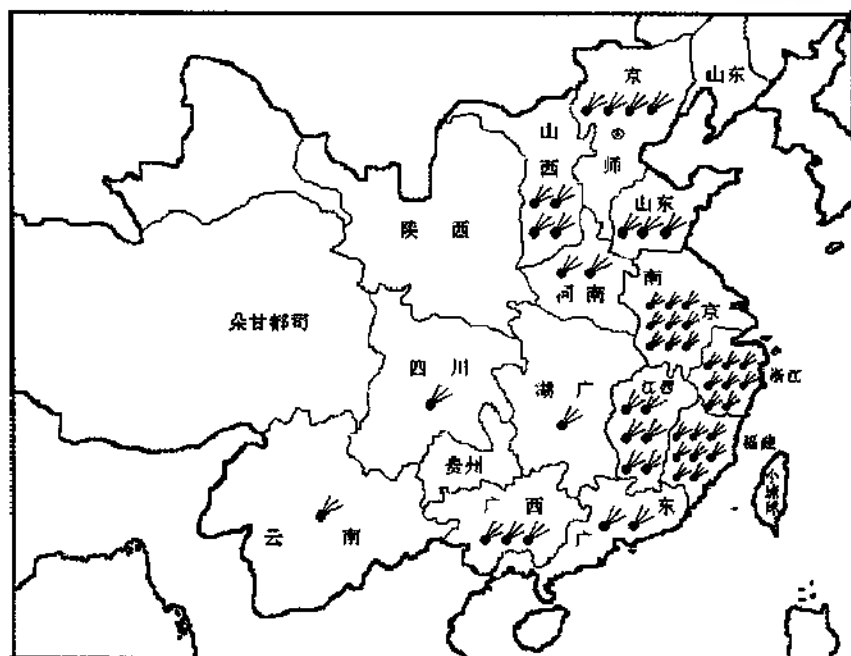 京师
山东
山西
山东
陕西
河南
南京
朵甘都司
四川
湖广
江西
浙江
福建
贵州
小琉球
云南
广西
广东